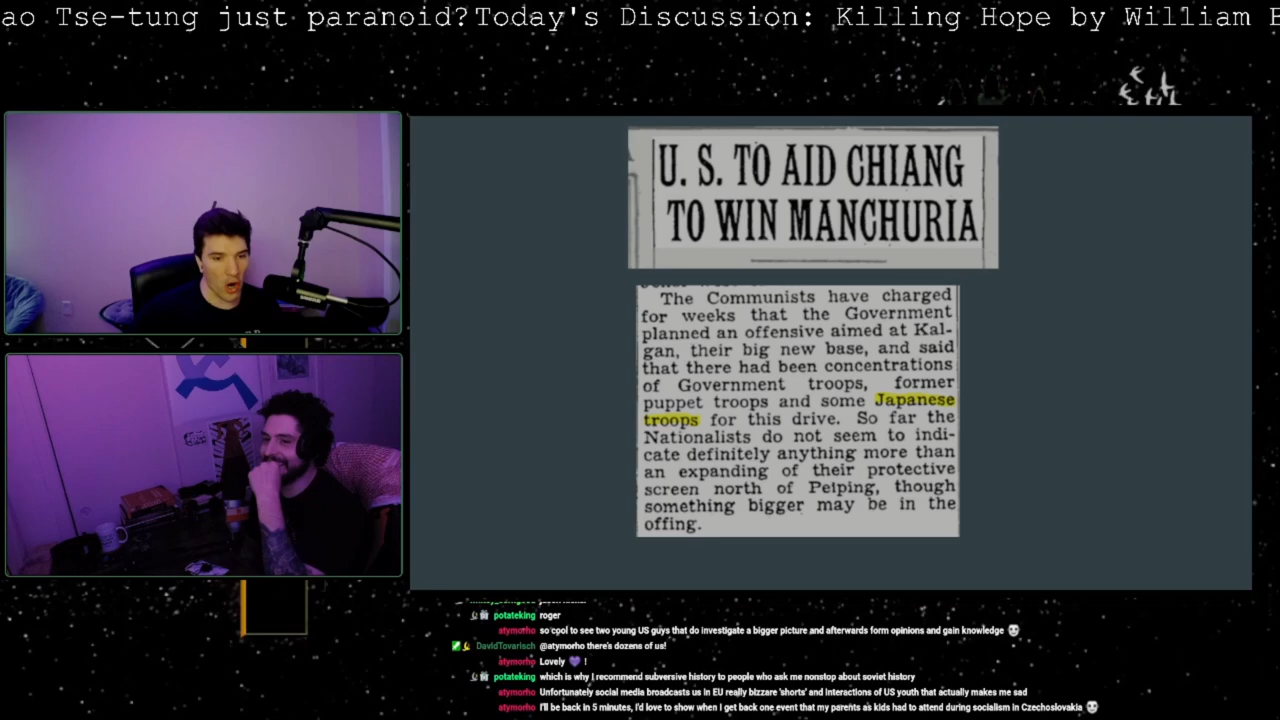 ao Tse-tung just paranoid?Today's Discussion: Killing Hope by William
U. S. TO AID CHIANG
TO WIN MANCHURIA
The Communists have charged
for weeks that the Government
planned an offensive aimed at Kal-
gan, their big new base, and said
that there had been concentrations
of Government troops, former
puppet troops and some Japanese
troops for this drive. So far the
Nationalists do not seem to indi-
cate definitely anything more than
an expanding of their protective
screen north of Peiping, though
something bigger may be in the
offing.
potateking roger
atymorho so cool to see two young US guys that do investigate a bigger picture and afterwards form opinions and gain knowledge
DavidTovarisch @atymorho there's dozens of us!
atymorho Lovely 💜 !
potateking which is why I recommend subversive history to people who ask me nonstop about soviet history
atymorho Unfortunately social media broadcasts us in EU really bizzare 'shorts' and interactions of US youth that actually makes me sad
atymorho I'll be back in 5 minutes, I'd love to show when I get back one event that my parents as kids had to attend during socialism in Czechoslovakia